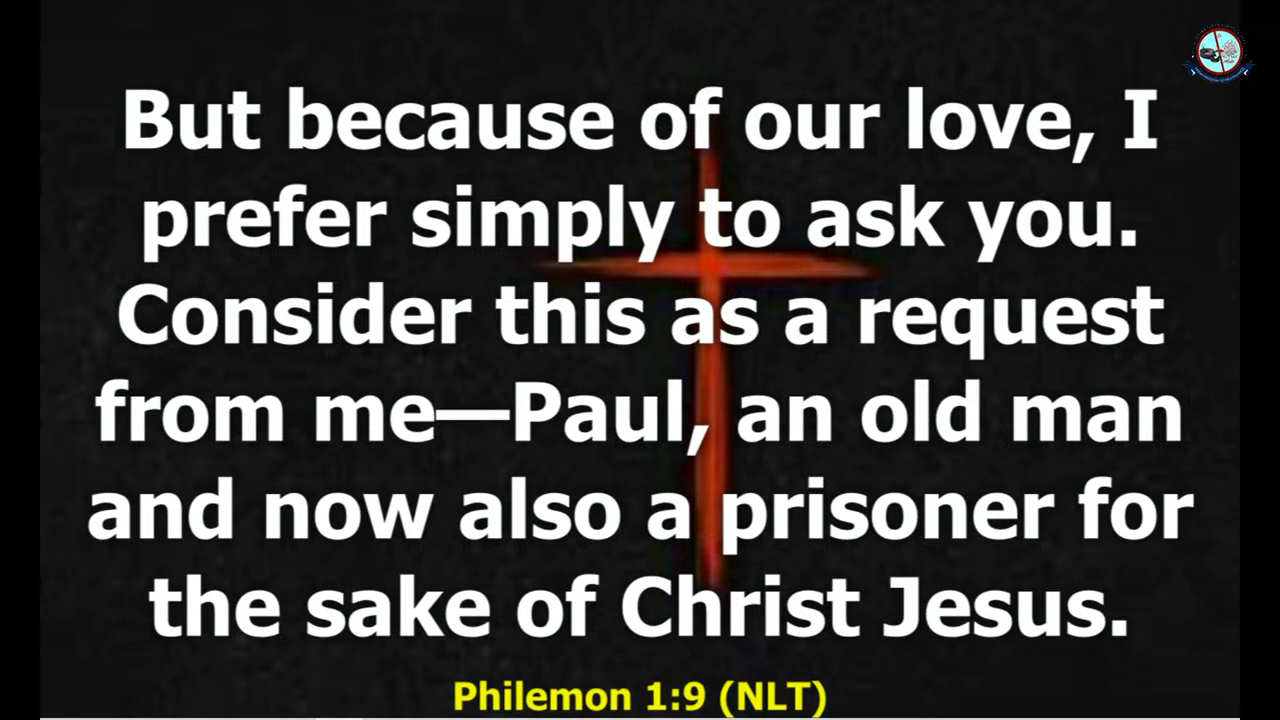 But because of our love, I
prefer simply to ask you.
Consider this as a request
from me—Paul, an old man
and now also a prisoner for
the sake of Christ Jesus.
Philemon 1:9 (NLT)